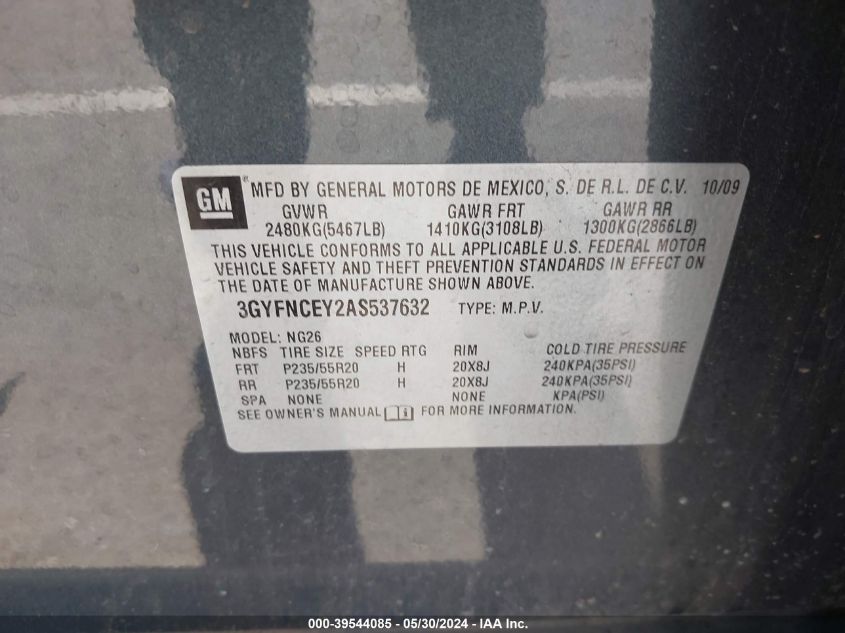 GM® MFD BY GENERAL MOTORS DE MEXICO, S. DE R.L. DE C.V. 10/09
GVWR GAWR FRT GAWR RR
2480KG(5467LB) 1410KG(3108LB) 1300KG(2866LB)
THIS VEHICLE CONFORMS TO ALL APPLICABLE U.S. FEDERAL MOTOR
VEHICLE SAFETY AND THEFT PREVENTION STANDARDS IN EFFECT ON
THE DATE OF MANUFACTURE SHOWN ABOVE.
3GYFNCEY2AS537632 TYPE: M.P.V.
MODEL: NG26
NBFS TIRE SIZE SPEED RTG RIM COLD TIRE PRESSURE
FRT P235/55R20 H 20X8J 240KPA(35PSI)
RR P235/55R20 H 20X8J 240KPA(35PSI)
SPA NONE NONE KPA(PSI)
SEE OWNER'S MANUAL i FOR MORE INFORMATION.
000-39544085 - 05/30/2024 - IAA Inc.